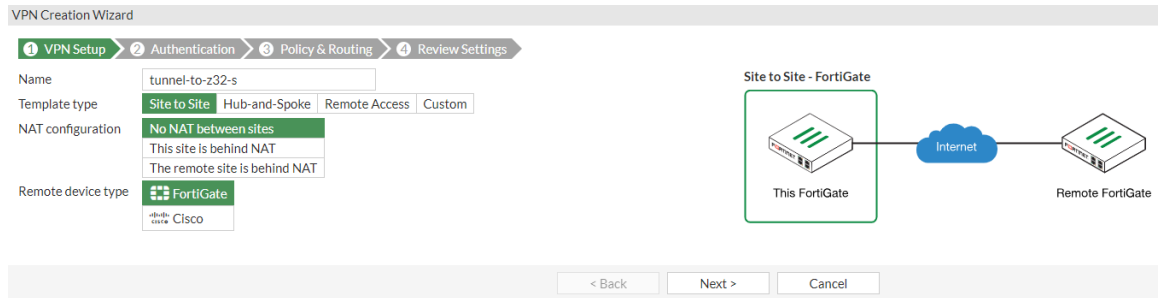 VPN Creation Wizard
1 VPN Setup 2 Authentication 3 Policy & Routing 4 Review Settings
Name tunnel-to-z32-s
Template type Site to Site Hub-and-Spoke Remote Access Custom
NAT configuration No NAT between sites
This site is behind NAT
The remote site is behind NAT
Remote device type FortiGate
CISCO Cisco
Site to Site - FortiGate
FORTINET
Internet
FORTINET
This FortiGate
Remote FortiGate
< Back Next > Cancel